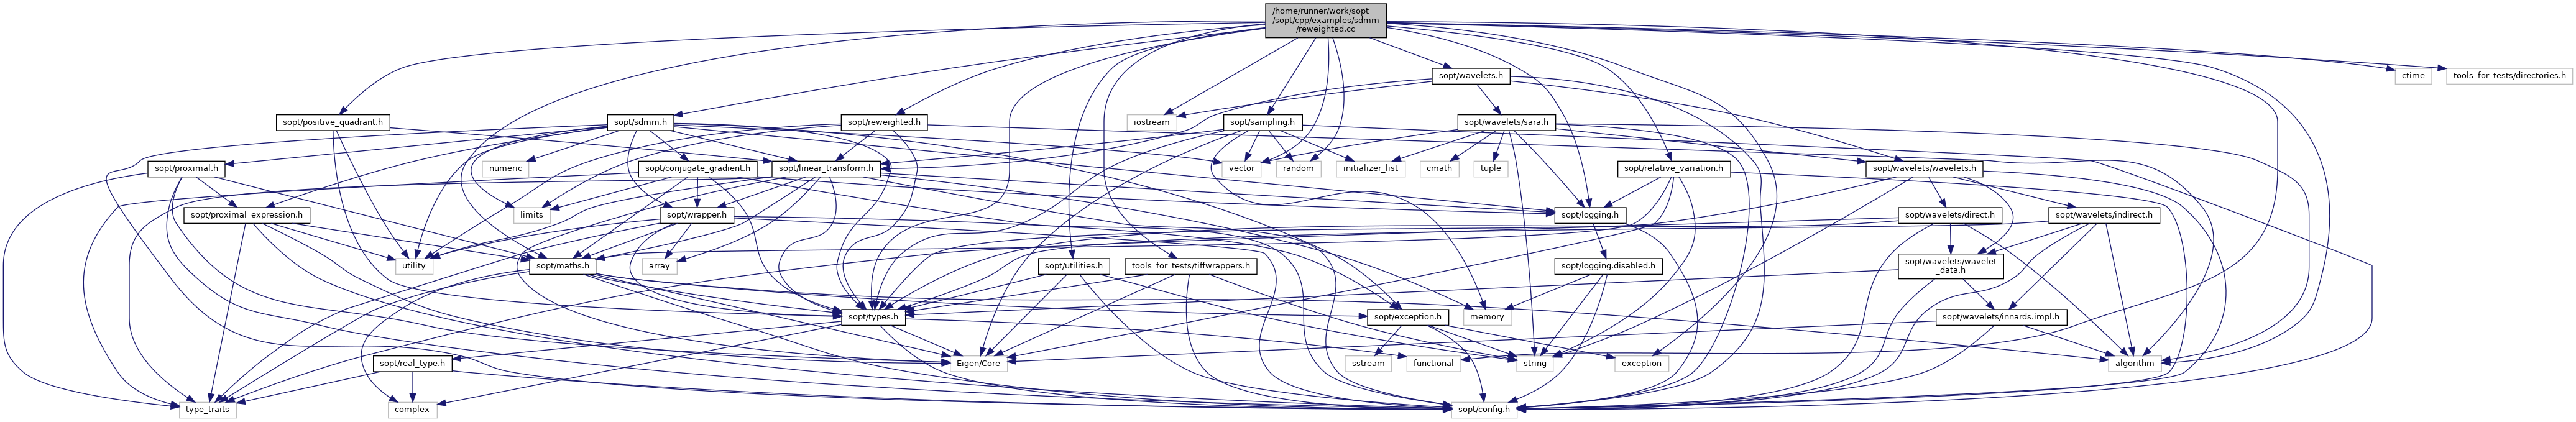 /home/runner/work/sopt
/sopt/cpp/examples/sdmm
/reweighted.cc
sopt/wavelets.h
ctime
tools_for_tests/directories.h
sopt/positive_quadrant.h
sopt/sdmm.h
sopt/reweighted.h
iostream
sopt/sampling.h
sopt/wavelets/sara.h
sopt/proximal.h
numeric
sopt/conjugate_gradient.h
sopt/linear_transform.h
vector
random
initializer_list
cmath
tuple
sopt/relative_variation.h
sopt/wavelets/wavelets.h
sopt/proximal_expression.h
limits
sopt/wrapper.h
sopt/logging.h
sopt/wavelets/direct.h
sopt/wavelets/indirect.h
utility
sopt/maths.h
array
sopt/utilities.h
tools_for_tests/tiffwrappers.h
sopt/logging.disabled.h
sopt/wavelets/wavelet
_data.h
sopt/types.h
sopt/exception.h
memory
sopt/wavelets/innards.impl.h
sopt/real_type.h
Eigen/Core
sstream
functional
string
exception
algorithm
type_traits
complex
sopt/config.h